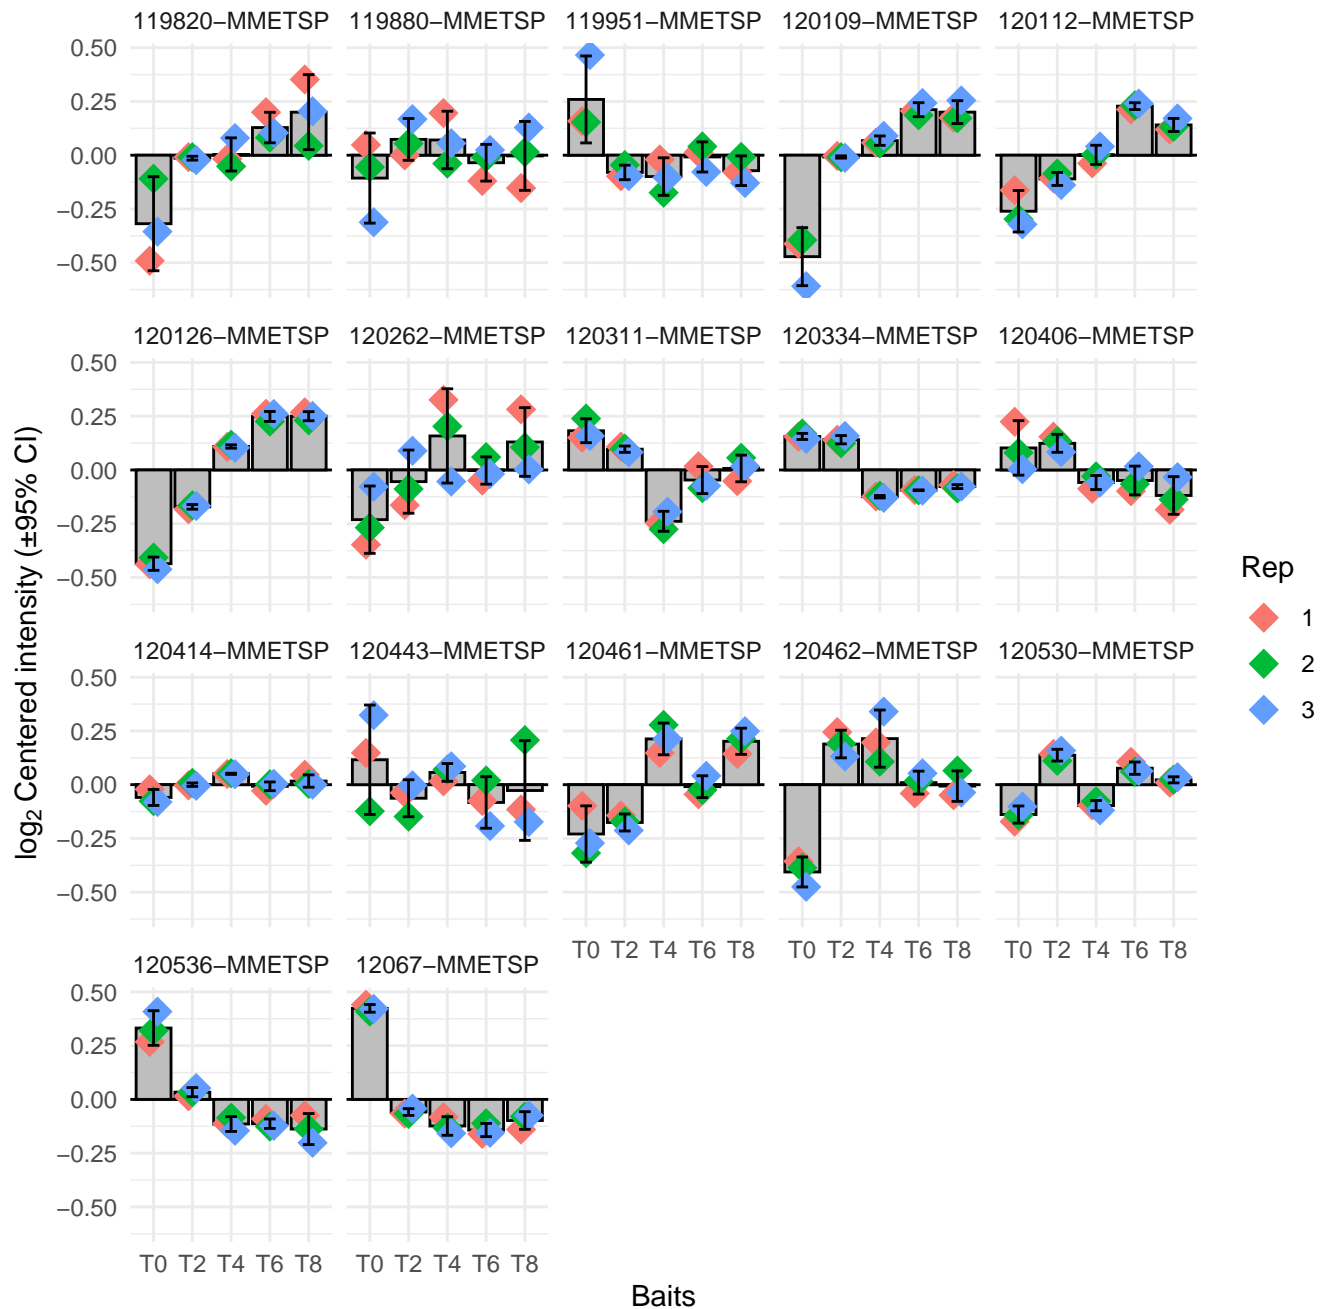 119820−MMETSP 119880−MMETSP 119951−MMETSP 120109−MMETSP 120112−MMETSP
0.50
0.25
0.00
−0.25
−0.50
120126−MMETSP 120262−MMETSP 120311−MMETSP 120334−MMETSP 120406−MMETSP
0.50
0.25
0.00
−0.25
−0.50
120414−MMETSP 120443−MMETSP 120461−MMETSP 120462−MMETSP 120530−MMETSP
0.50
0.25
0.00
−0.25
−0.50
T0 T2 T4 T6 T8 T0 T2 T4 T6 T8 T0 T2 T4 T6 T8
120536−MMETSP 12067−MMETSP
0.50
0.25
0.00
−0.25
−0.50
T0 T2 T4 T6 T8 T0 T2 T4 T6 T8
Baits
log2 Centered intensity (±95% CI)
Rep
1
2
3